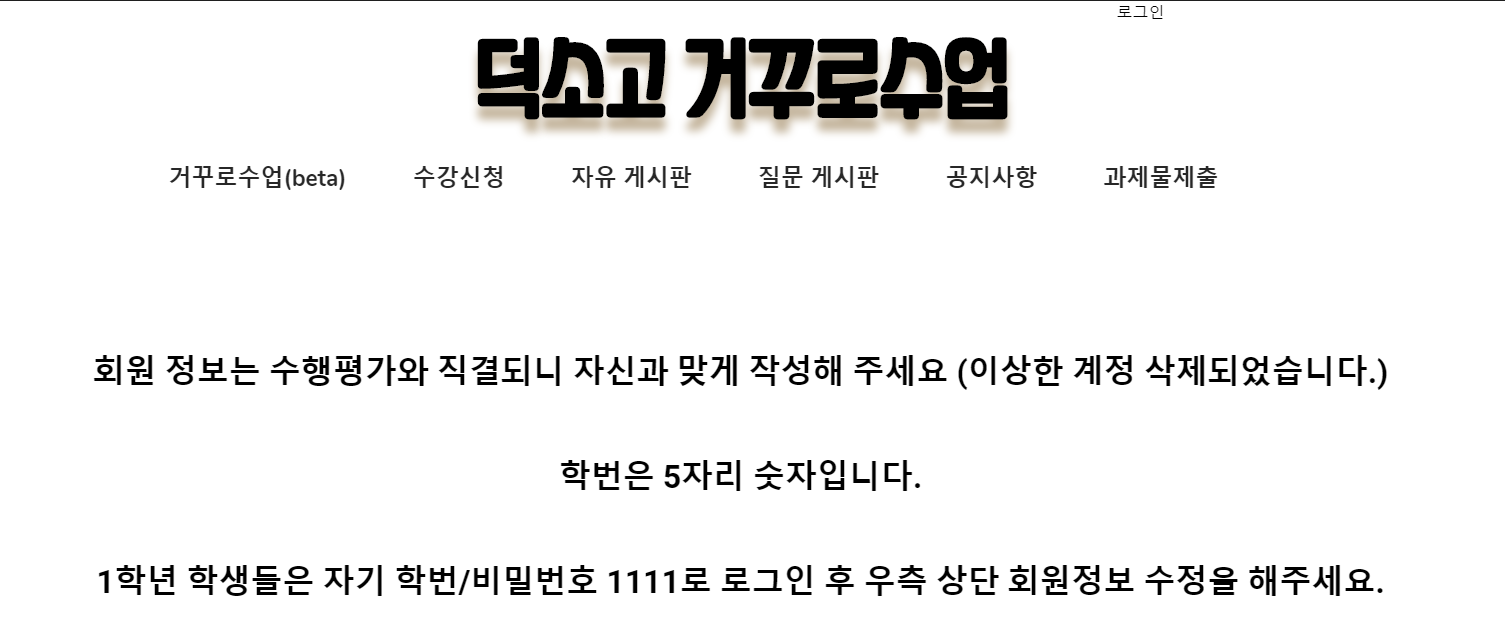 로그인
덕소고 거꾸로수업
거꾸로수업(beta) 수강신청 자유 게시판 질문 게시판 공지사항 과제물제출
회원 정보는 수행평가와 직결되니 자신과 맞게 작성해 주세요 (이상한 계정 삭제되었습니다.)
학번은 5자리 숫자입니다.
1학년 학생들은 자기 학번/비밀번호 1111로 로그인 후 우측 상단 회원정보 수정을 해주세요.